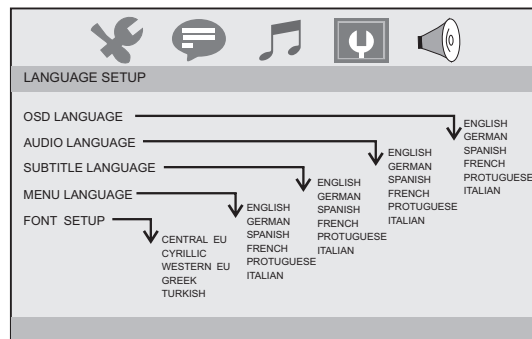 LANGUAGE SETUP
OSD LANGUAGE
AUDIO LANGUAGE
SUBTITLE LANGUAGE
MENU LANGUAGE
FONT SETUP
CENTRAL EU
CYRILLIC
WESTERN EU
GREEK
TURKISH
ENGLISH
GERMAN
SPANISH
FRENCH
PROTUGUESE
ITALIAN
ENGLISH
GERMAN
SPANISH
FRENCH
PROTUGUESE
ITALIAN
ENGLISH
GERMAN
SPANISH
FRENCH
PROTUGUESE
ITALIAN
ENGLISH
GERMAN
SPANISH
FRENCH
PROTUGUESE
ITALIAN